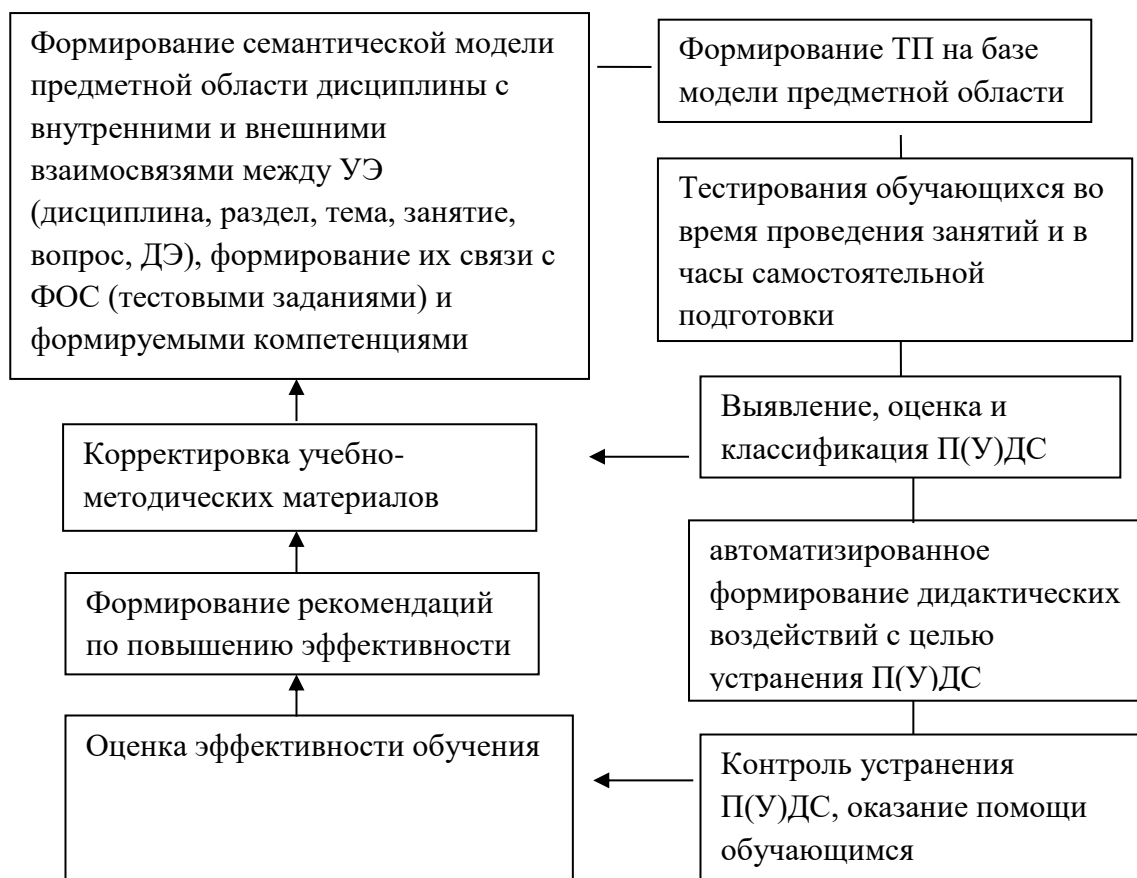 Формирование семантической модели
предметной области дисциплины с
внутренними и внешними
взаимосвязями между УЭ
(дисциплина, раздел, тема, занятие,
вопрос, ДЭ), формирование их связи с
ФОС (тестовыми заданиями) и
формируемыми компетенциями
Формирование ТП на базе
модели предметной области
Тестирования обучающихся во
время проведения занятий и в
часы самостоятельной
подготовки
Выявление, оценка и
классификация П(У)ДС
Корректировка учебно-
методических материалов
автоматизированное
формирование дидактических
воздействий с целью
устранения П(У)ДС
Формирование рекомендаций
по повышению эффективности
Оценка эффективности обучения
Контроль устранения
П(У)ДС, оказание помощи
обучающимся